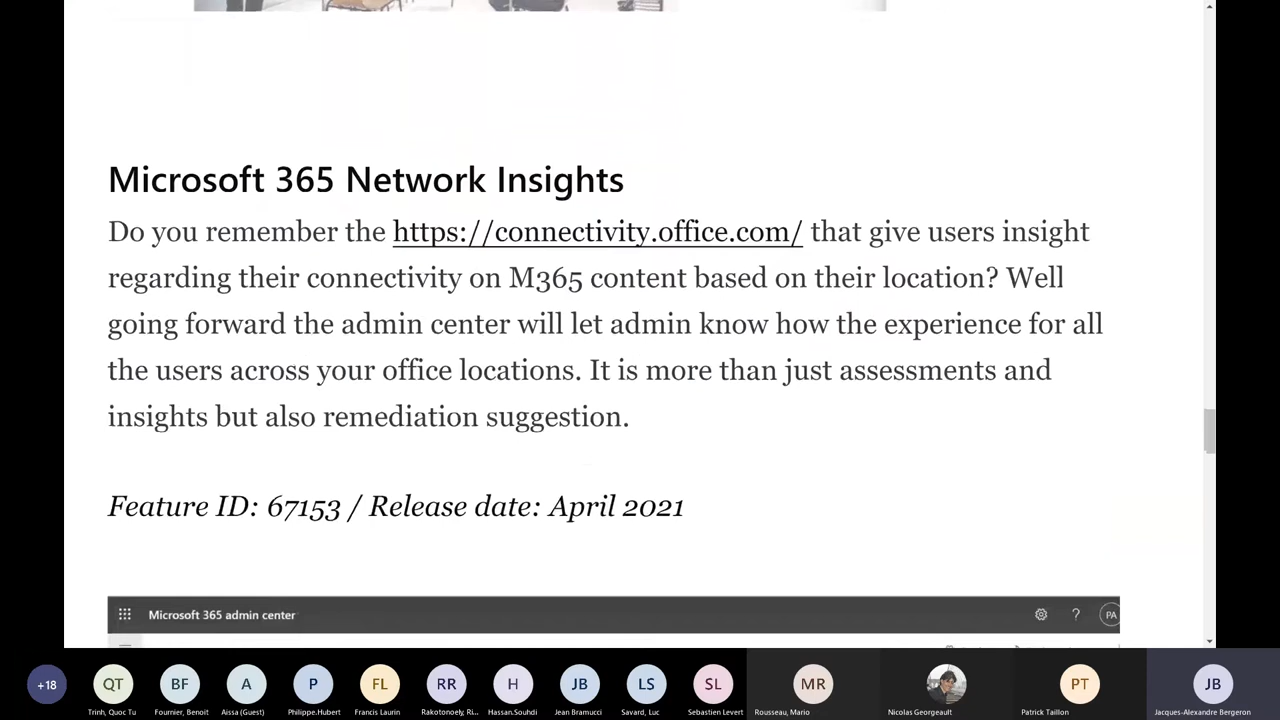 Microsoft 365 Network Insights
Do you remember the https://connectivity.office.com/ that give users insight
regarding their connectivity on M365 content based on their location? Well
going forward the admin center will let admin know how the experience for all
the users across your office locations. It is more than just assessments and
insights but also remediation suggestion.
Feature ID: 67153 / Release date: April 2021
Microsoft 365 admin center ? PA
+18 QT BF A P FL RR H JB LS SL MR PT JB
Trinh, Quoc Tu Fournier, Benoit Aissa (Guest) Philippe.Hubert Francis Laurin Rakotonoely, Ri... Hassan.Souhdi Jean Bramucci Savard, Luc Sebastien Levert Rousseau, Mario Nicolas Georgeault Patrick Taillon Jacques-Alexandre Bergeron